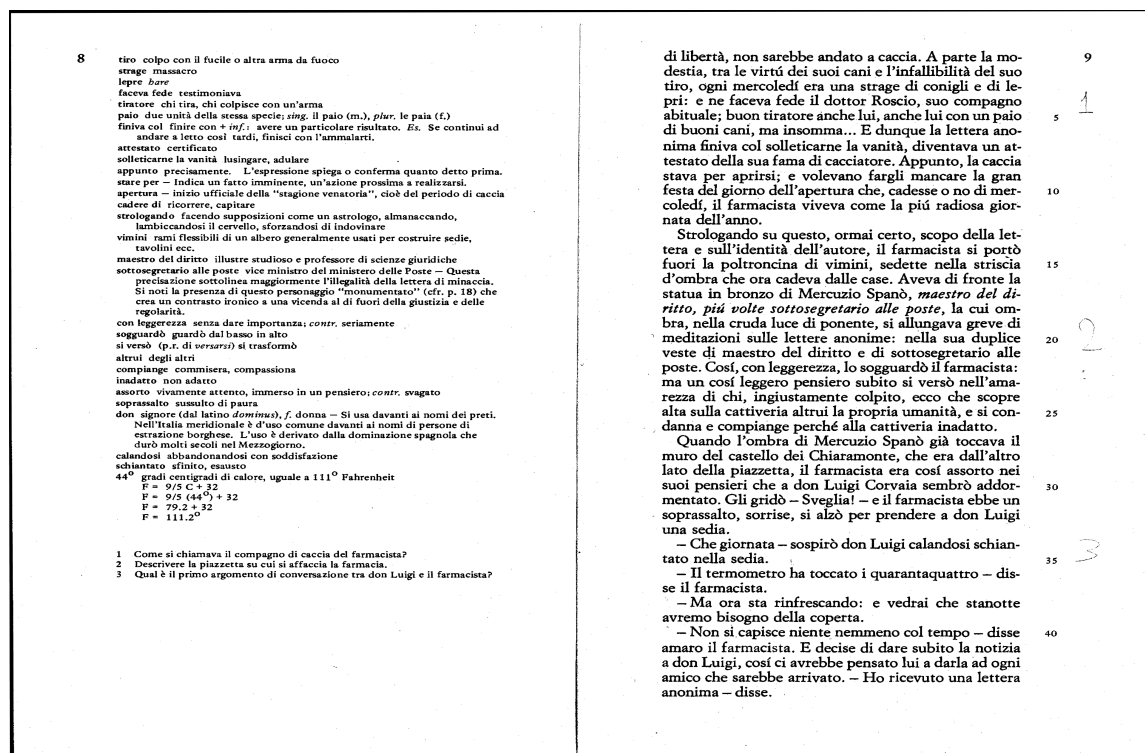 8
tiro colpo con il fucile o altra arma da fuoco
strage massacro
lepre hare
faceva fede testimoniava
tiratore chi tira, chi colpisce con un'arma
paio due unità della stessa specie; sing. il paio (m.), plur. le paia (f.)
finiva col finire con + inf.: avere un particolare risultato. Es. Se continui ad
andare a letto così tardi, finisci con l'ammalarti.
attestato certificato
solleticarne la vanità lusingare, adulare
appunto precisamente. L'espressione spiega o conferma quanto detto prima.
stare per — Indica un fatto imminente, un'azione prossima a realizzarsi.
apertura — inizio ufficiale della "stagione venatoria", cioè del periodo di caccia
cadere di ricorrere, capitare
strologando facendo supposizioni come un astrologo, almanaccando,
lambiccandosi il cervello, sforzandosi di indovinare
vimini rami flessibili di un albero generalmente usati per costruire sedie,
tavolini ecc.
maestro del diritto illustre studioso e professore di scienze giuridiche
sottosegretario alle poste vice ministro del ministero delle Poste — Questa
precisazione sottolinea maggiormente l'illegalità della lettera di minaccia.
Si noti la presenza di questo personaggio "monumentato" (cfr. p. 18) che
crea un contrasto ironico a una vicenda al di fuori della giustizia e delle
regolarità.
con leggerezza senza dare importanza; contr. seriamente
sogguardò guardò dal basso in alto
si versò (p.r. di versarsi) si trasformò
altrui degli altri
compiange commisera, compassiona
inadatto non adatto
assorto vivamente attento, immerso in un pensiero; contr. svagato
soprassalto sussulto di paura
don signore (dal latino dominus), f. donna — Si usa davanti ai nomi dei preti.
Nell'Italia meridionale è d'uso comune davanti ai nomi di persone di
estrazione borghese. L'uso è derivato dalla dominazione spagnola che
durò molti secoli nel Mezzogiorno.
calandosi abbandonandosi con soddisfazione
schiantato sfinito, esausto
44° gradi centigradi di calore, uguale a 111° Fahrenheit
F = 9/5 C + 32
F = 9/5 (44°) + 32
F = 79.2 + 32
F = 111.2°
1 Come si chiamava il compagno di caccia del farmacista?
2 Descrivere la piazzetta su cui si affaccia la farmacia.
3 Qual è il primo argomento di conversazione tra don Luigi e il farmacista?
di libertà, non sarebbe andato a caccia. A parte la mo- 9
destia, tra le virtú dei suoi cani e l'infallibilità del suo
tiro, ogni mercoledí era una strage di conigli e di le-
pri: e ne faceva fede il dottor Roscio, suo compagno 1
abituale; buon tiratore anche lui, anche lui con un paio 5
di buoni cani, ma insomma... E dunque la lettera ano-
nima finiva col solleticarne la vanità, diventava un at-
testato della sua fama di cacciatore. Appunto, la caccia
stava per aprirsi; e volevano fargli mancare la gran
festa del giorno dell'apertura che, cadesse o no di mer- 10
coledí, il farmacista viveva come la piú radiosa gior-
nata dell'anno.
Strologando su questo, ormai certo, scopo della let-
tera e sull'identità dell'autore, il farmacista si portò
fuori la poltroncina di vimini, sedette nella striscia 15
d'ombra che ora cadeva dalle case. Aveva di fronte la
statua in bronzo di Mercuzio Spanò, maestro del di-
ritto, piú volte sottosegretario alle poste, la cui om-
bra, nella cruda luce di ponente, si allungava greve di
meditazioni sulle lettere anonime: nella sua duplice 20 2
veste di maestro del diritto e di sottosegretario alle
poste. Cosí, con leggerezza, lo sogguardò il farmacista:
ma un cosí leggero pensiero subito si versò nell'ama-
rezza di chi, ingiustamente colpito, ecco che scopre
alta sulla cattiveria altrui la propria umanità, e si con- 25
danna e compiange perché alla cattiveria inadatto.
Quando l'ombra di Mercuzio Spanò già toccava il
muro del castello dei Chiaramonte, che era dall'altro
lato della piazzetta, il farmacista era cosí assorto nei
suoi pensieri che a don Luigi Corvaia sembrò addor- 30
mentato. Gli gridò — Sveglia! — e il farmacista ebbe un
soprassalto, sorrise, si alzò per prendere a don Luigi
una sedia.
— Che giornata — sospirò don Luigi calandosi schian-
tato nella sedia. 35 3
— Il termometro ha toccato i quarantaquattro — dis-
se il farmacista.
— Ma ora sta rinfrescando: e vedrai che stanotte
avremo bisogno della coperta.
— Non si capisce niente nemmeno col tempo — disse 40
amaro il farmacista. E decise di dare subito la notizia
a don Luigi, cosí ci avrebbe pensato lui a darla ad ogni
amico che sarebbe arrivato. — Ho ricevuto una lettera
anonima — disse.